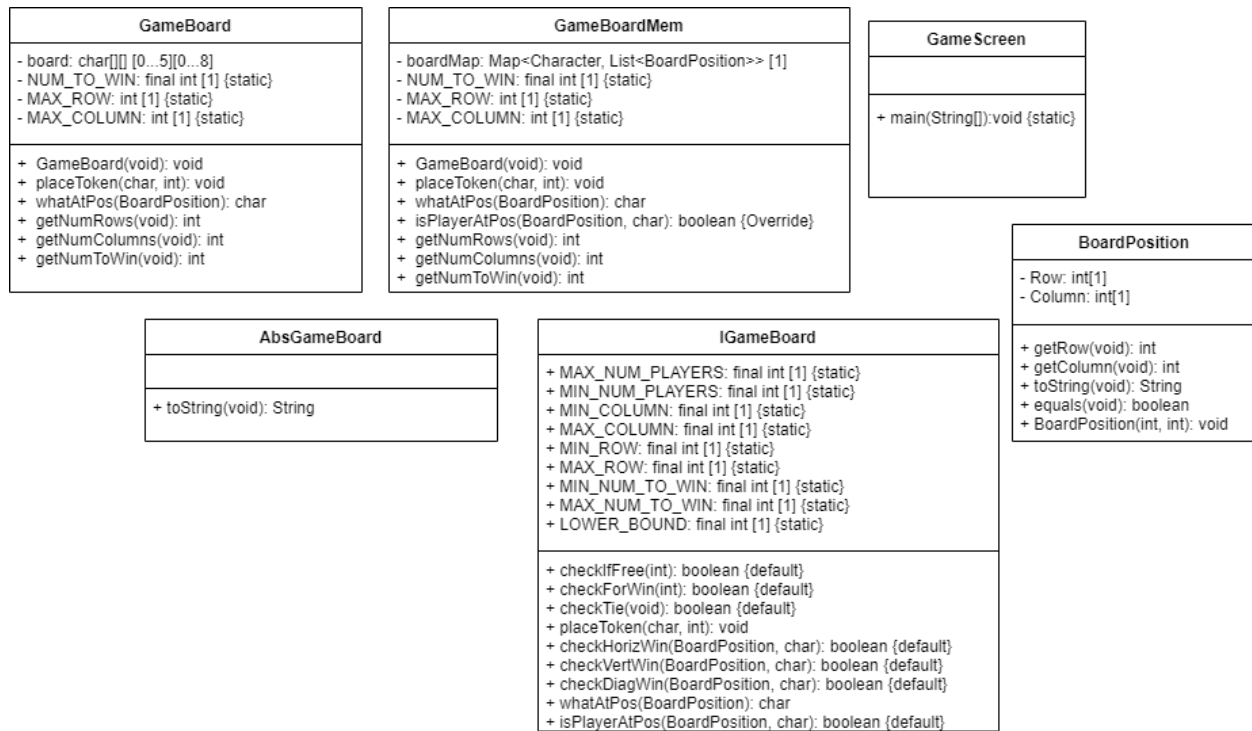 GameBoard
- board: char[][] [0...5][0...8]
- NUM_TO_WIN: final int [1] {static}
- MAX_ROW: int [1] {static}
- MAX_COLUMN: int [1] {static}
+ GameBoard(void): void
+ placeToken(char, int): void
+ whatAtPos(BoardPosition): char
+ getNumRows(void): int
+ getNumColumns(void): int
+ getNumToWin(void): int
GameBoardMem
- boardMap: Map<Character, List<BoardPosition>> [1]
- NUM_TO_WIN: final int [1] {static}
- MAX_ROW: int [1] {static}
- MAX_COLUMN: int [1] {static}
+ GameBoard(void): void
+ placeToken(char, int): void
+ whatAtPos(BoardPosition): char
+ isPlayerAtPos(BoardPosition, char): boolean {Override}
+ getNumRows(void): int
+ getNumColumns(void): int
+ getNumToWin(void): int
GameScreen
+ main(String[]):void {static}
BoardPosition
- Row: int[1]
- Column: int[1]
+ getRow(void): int
+ getColumn(void): int
+ toString(void): String
+ equals(void): boolean
+ BoardPosition(int, int): void
AbsGameBoard
+ toString(void): String
IGameBoard
+ MAX_NUM_PLAYERS: final int [1] {static}
+ MIN_NUM_PLAYERS: final int [1] {static}
+ MIN_COLUMN: final int [1] {static}
+ MAX_COLUMN: final int [1] {static}
+ MIN_ROW: final int [1] {static}
+ MAX_ROW: final int [1] {static}
+ MIN_NUM_TO_WIN: final int [1] {static}
+ MAX_NUM_TO_WIN: final int [1] {static}
+ LOWER_BOUND: final int [1] {static}
+ checkIfFree(int): boolean {default}
+ checkForWin(int): boolean {default}
+ checkTie(void): boolean {default}
+ placeToken(char, int): void
+ checkHorizWin(BoardPosition, char): boolean {default}
+ checkVertWin(BoardPosition, char): boolean {default}
+ checkDiagWin(BoardPosition, char): boolean {default}
+ whatAtPos(BoardPosition): char
+ isPlayerAtPos(BoardPosition, char): boolean {default}